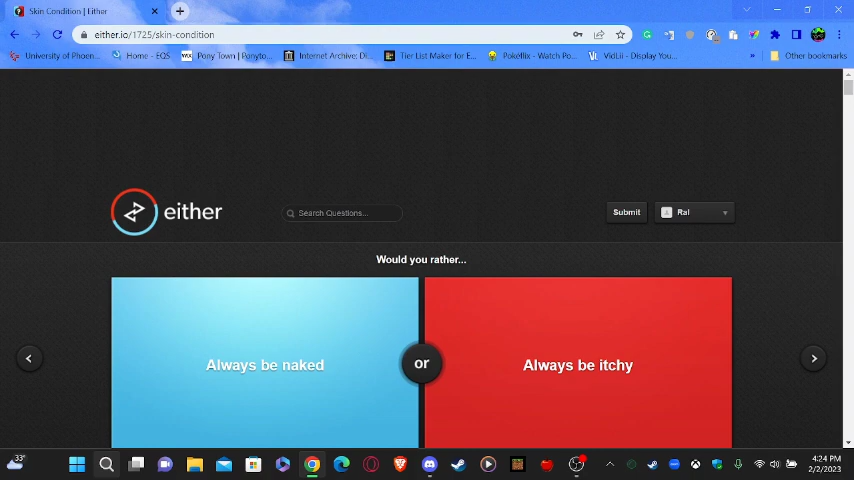 Skin Condition | Either
either.io/1725/skin-condition
University of Phoen...
Home - EQS
WIX
Pony Town | Ponyto...
Internet Archive: Di...
Tier List Maker for E...
Pokéflix - Watch Po...
VidLii - Display You...
»
Other bookmarks
either
Search Questions...
Submit
Ral
Would you rather...
Always be naked
or
Always be itchy
33°
4:24 PM
2/2/2023